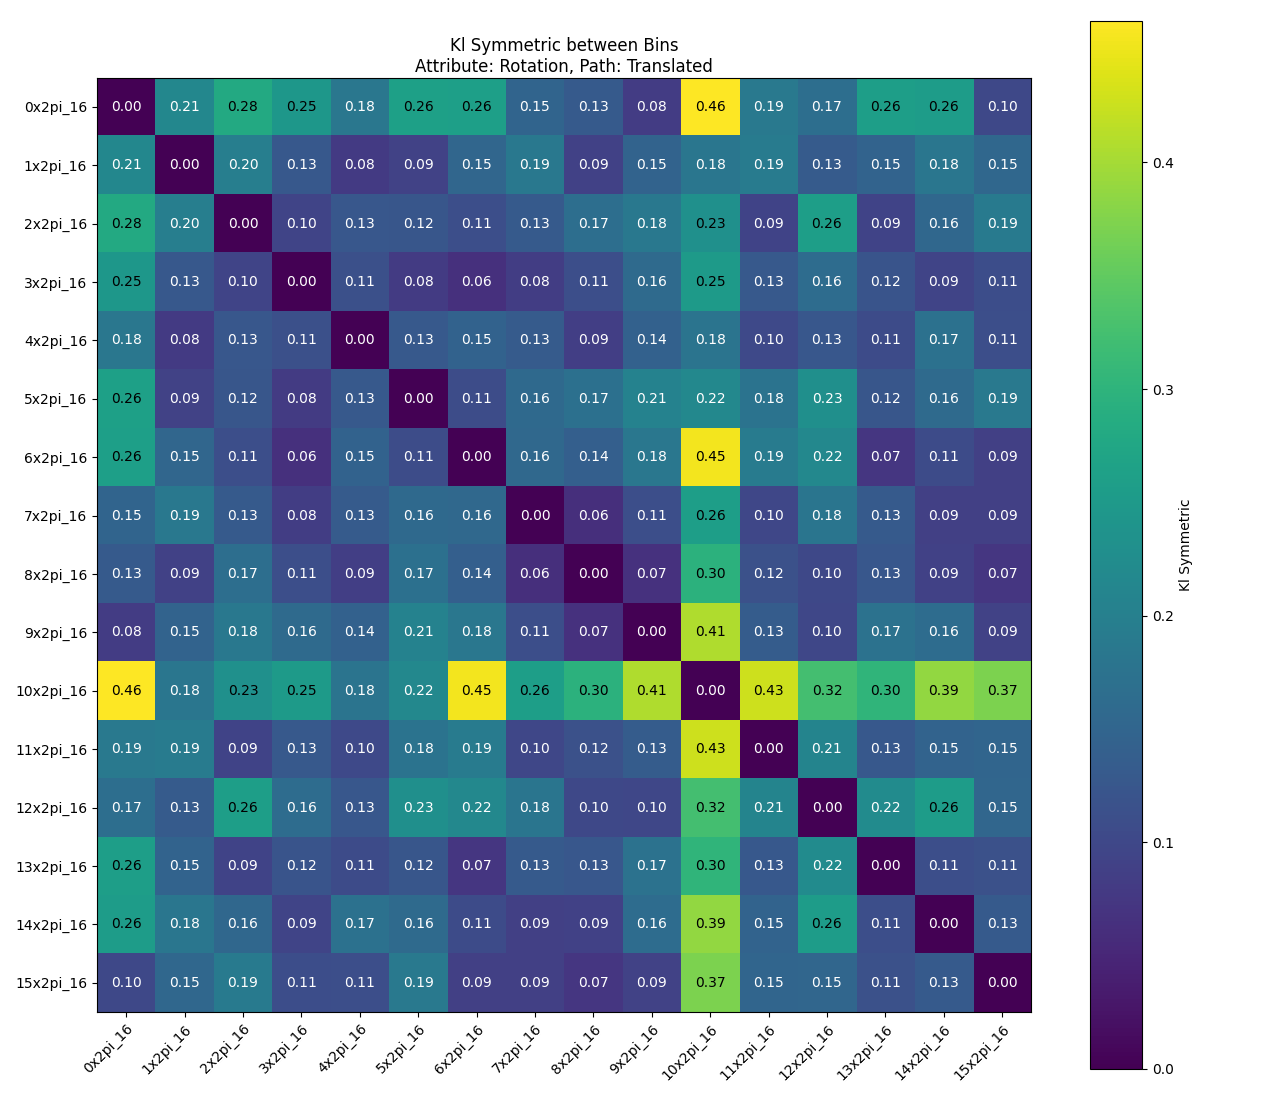 Kl Symmetric between Bins
Attribute: Rotation, Path: Translated
0x2pi_16 0.00 0.21 0.28 0.25 0.18 0.26 0.26 0.15 0.13 0.08 0.46 0.19 0.17 0.26 0.26 0.10
1x2pi_16 0.21 0.00 0.20 0.13 0.08 0.09 0.15 0.19 0.09 0.15 0.18 0.19 0.13 0.15 0.18 0.15
2x2pi_16 0.28 0.20 0.00 0.10 0.13 0.12 0.11 0.13 0.17 0.18 0.23 0.09 0.26 0.09 0.16 0.19
3x2pi_16 0.25 0.13 0.10 0.00 0.11 0.08 0.06 0.08 0.11 0.16 0.25 0.13 0.16 0.12 0.09 0.11
4x2pi_16 0.18 0.08 0.13 0.11 0.00 0.13 0.15 0.13 0.09 0.14 0.18 0.10 0.13 0.11 0.17 0.11
5x2pi_16 0.26 0.09 0.12 0.08 0.13 0.00 0.11 0.16 0.17 0.21 0.22 0.18 0.23 0.12 0.16 0.19
6x2pi_16 0.26 0.15 0.11 0.06 0.15 0.11 0.00 0.16 0.14 0.18 0.45 0.19 0.22 0.07 0.11 0.09
7x2pi_16 0.15 0.19 0.13 0.08 0.13 0.16 0.16 0.00 0.06 0.11 0.26 0.10 0.18 0.13 0.09 0.09
8x2pi_16 0.13 0.09 0.17 0.11 0.09 0.17 0.14 0.06 0.00 0.07 0.30 0.12 0.10 0.13 0.09 0.07
9x2pi_16 0.08 0.15 0.18 0.16 0.14 0.21 0.18 0.11 0.07 0.00 0.41 0.13 0.10 0.17 0.16 0.09
10x2pi_16 0.46 0.18 0.23 0.25 0.18 0.22 0.45 0.26 0.30 0.41 0.00 0.43 0.32 0.30 0.39 0.37
11x2pi_16 0.19 0.19 0.09 0.13 0.10 0.18 0.19 0.10 0.12 0.13 0.43 0.00 0.21 0.13 0.15 0.15
12x2pi_16 0.17 0.13 0.26 0.16 0.13 0.23 0.22 0.18 0.10 0.10 0.32 0.21 0.00 0.22 0.26 0.15
13x2pi_16 0.26 0.15 0.09 0.12 0.11 0.12 0.07 0.13 0.13 0.17 0.30 0.13 0.22 0.00 0.11 0.11
14x2pi_16 0.26 0.18 0.16 0.09 0.17 0.16 0.11 0.09 0.09 0.16 0.39 0.15 0.26 0.11 0.00 0.13
15x2pi_16 0.10 0.15 0.19 0.11 0.11 0.19 0.09 0.09 0.07 0.09 0.37 0.15 0.15 0.11 0.13 0.00
0x2pi_16 1x2pi_16 2x2pi_16 3x2pi_16 4x2pi_16 5x2pi_16 6x2pi_16 7x2pi_16 8x2pi_16 9x2pi_16 10x2pi_16 11x2pi_16 12x2pi_16 13x2pi_16 14x2pi_16 15x2pi_16
0.4
0.3
0.2
0.1
0.0
Kl Symmetric